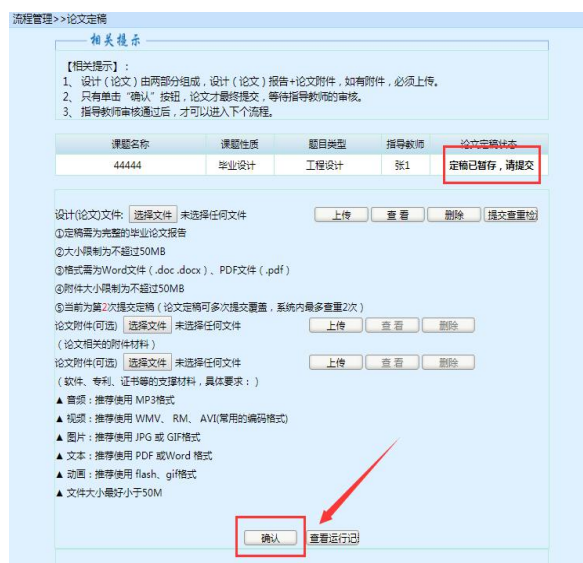 流程管理>>论文定稿
相关提示
【相关提示】:
1、 设计(论文)由两部分组成,设计(论文)报告+论文附件,如有附件,必须上传。
2、 只有单击“确认”按钮,论文才最终提交,等待指导教师的审核。
3、 指导教师审核通过后,才可以进入下个流程。
课题名称 课题性质 题目类型 指导教师 论文定稿状态
44444 毕业设计 工程设计 张1 定稿已暂存,请提交
设计(论文)文件: 选择文件 未选择任何文件 上传 查看 删除 提交查重检
①定稿需为完整的毕业论文报告
②大小限制为不超过50MB
③格式需为Word文件(.doc .docx)、PDF文件(.pdf)
④附件大小限制为不超过50MB
⑤当前为第2次提交定稿(论文定稿可多次提交覆盖,系统内最多查重2次)
论文附件(可选) 选择文件 未选择任何文件 上传 查看 删除
(论文相关的附件材料)
论文附件(可选) 选择文件 未选择任何文件 上传 查看 删除
(软件、专利、证书等的支撑材料,具体要求:)
▲ 音频:推荐使用 MP3格式
▲ 视频:推荐使用 WMV、 RM、 AVI(常用的编码格式)
▲ 图片:推荐使用 JPG 或 GIF格式
▲ 文本:推荐使用 PDF 或Word 格式
▲ 动画:推荐使用 flash、gif格式
▲ 文件大小最好小于50M
确认 查看运行记